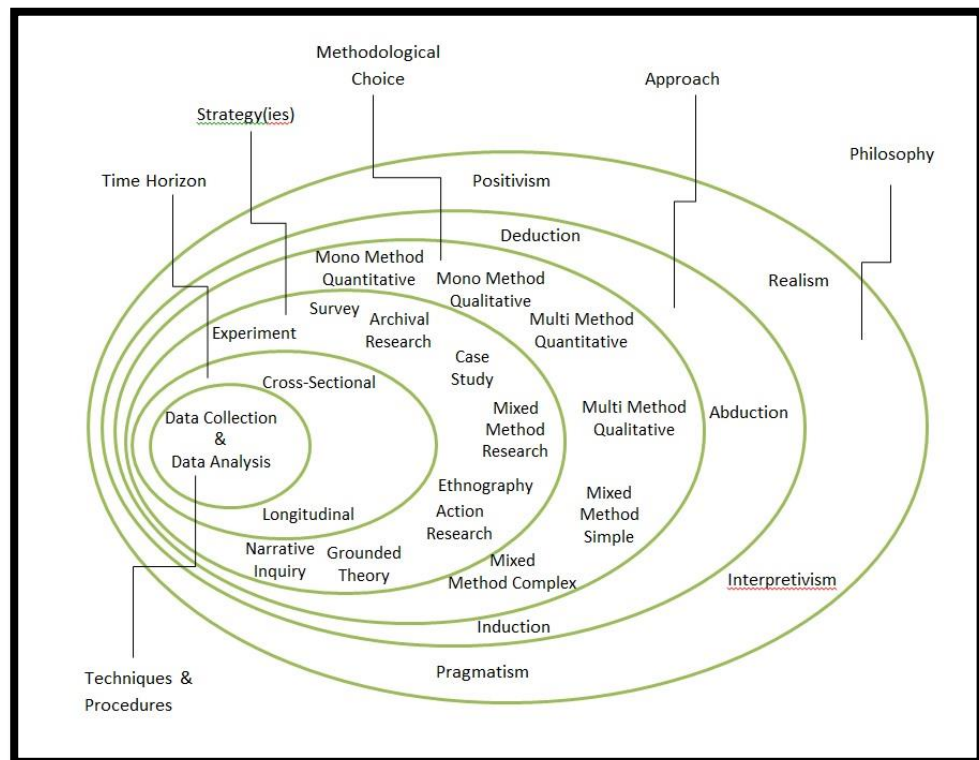 Methodological
Choice
Approach
Strategy(ies)
Philosophy
Time Horizon
Positivism
Deduction
Mono Method
Quantitative
Mono Method
Qualitative
Realism
Survey
Archival
Research
Multi Method
Quantitative
Experiment
Case
Study
Cross-Sectional
Mixed
Method
Research
Multi Method
Qualitative
Abduction
Data Collection
&
Data Analysis
Ethnography
Action
Research
Mixed
Method
Simple
Longitudinal
Narrative
Inquiry
Grounded
Theory
Mixed
Method Complex
Interpretivism
Induction
Pragmatism
Techniques &
Procedures